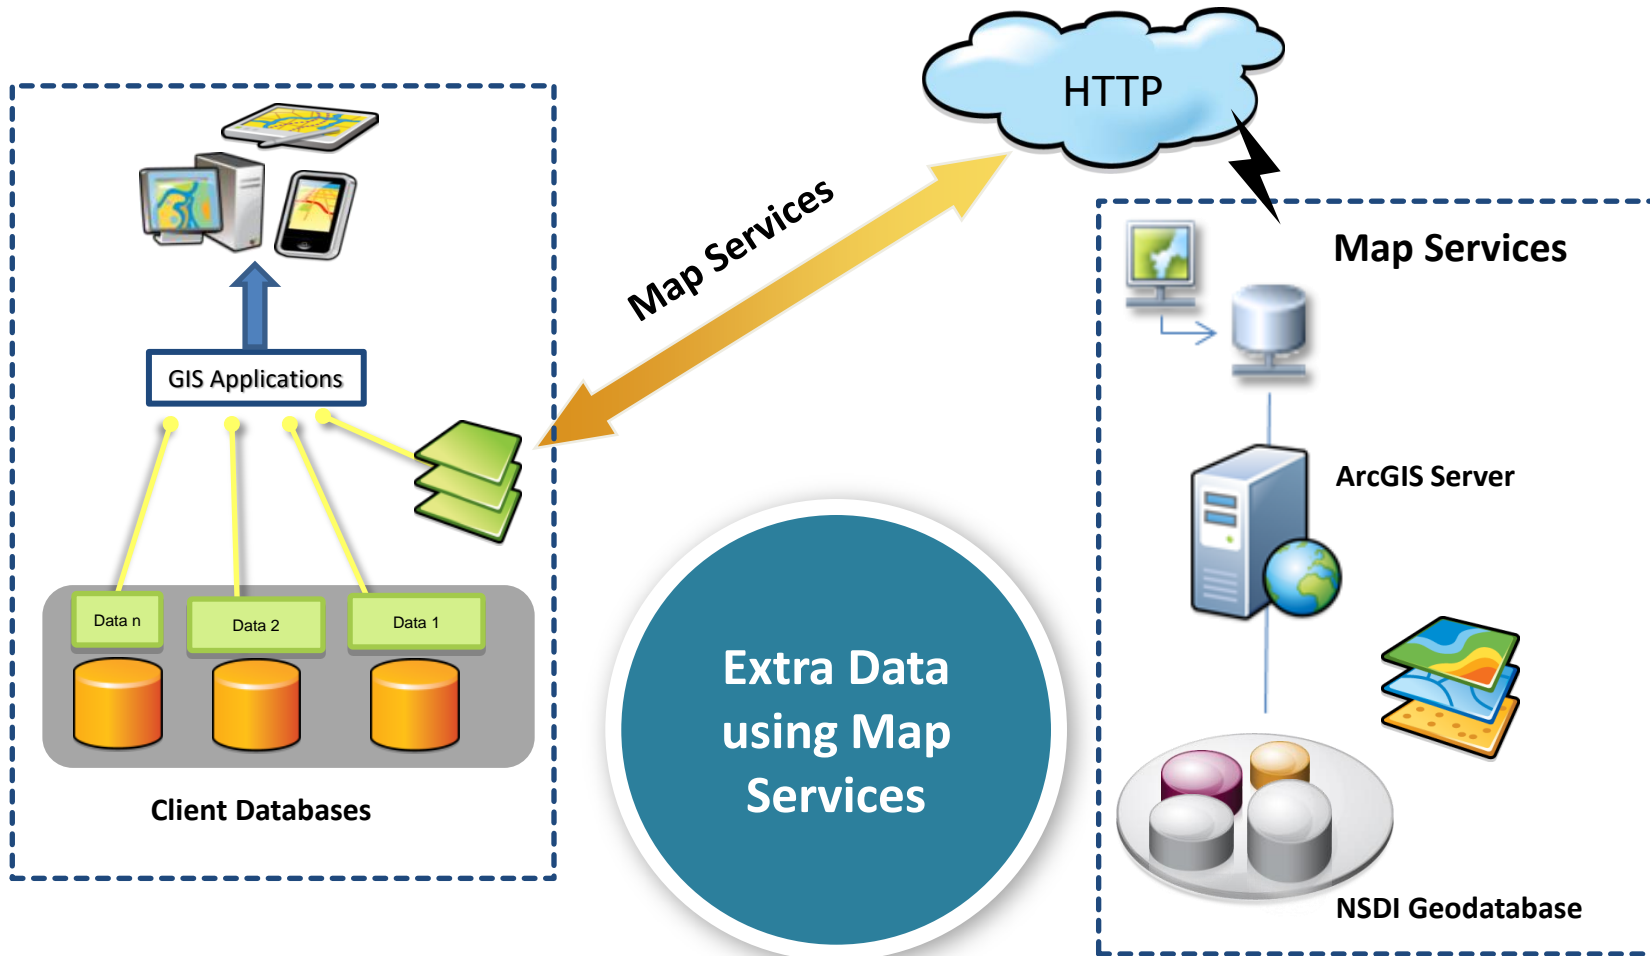 HTTP
Map Services
Map Services
GIS Applications
ArcGIS Server
Data n
Data 2
Data 1
Extra Data
using Map
Services
Client Databases
NSDI Geodatabase